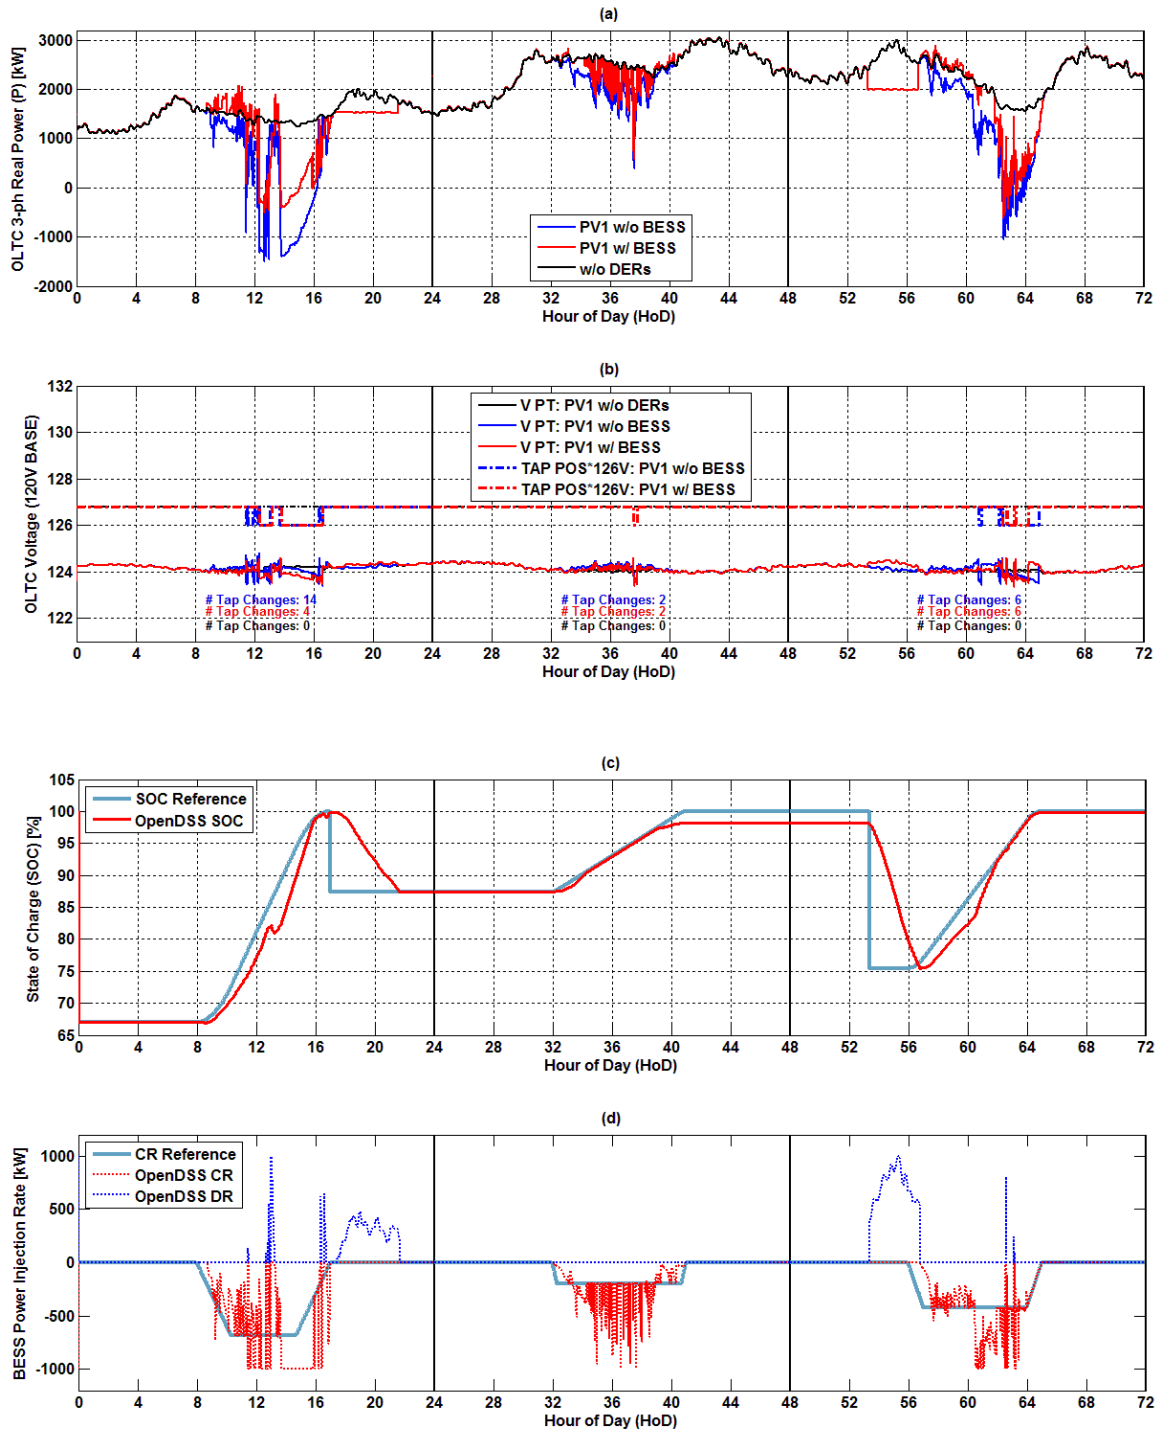 (a)
OLTC 3-ph Real Power (P) [kW]
3000
2000
1000
0
-1000
-2000
PV1 w/o BESS
PV1 w/ BESS
w/o DERs
0 4 8 12 16 20 24 28 32 36 40 44 48 52 56 60 64 68 72
Hour of Day (HoD)
(b)
OLTC Voltage (120V BASE)
132
130
128
126
124
122
V PT: PV1 w/o DERs
V PT: PV1 w/o BESS
V PT: PV1 w/ BESS
TAP POS*126V: PV1 w/o BESS
TAP POS*126V: PV1 w/ BESS
# Tap Changes: 14
# Tap Changes: 4
# Tap Changes: 0
# Tap Changes: 2
# Tap Changes: 2
# Tap Changes: 0
# Tap Changes: 6
# Tap Changes: 6
# Tap Changes: 0
0 4 8 12 16 20 24 28 32 36 40 44 48 52 56 60 64 68 72
Hour of Day (HoD)
(c)
State of Charge (SOC) [%]
105
100
95
90
85
80
75
70
65
SOC Reference
OpenDSS SOC
0 4 8 12 16 20 24 28 32 36 40 44 48 52 56 60 64 68 72
Hour of Day (HoD)
(d)
BESS Power Injection Rate [kW]
1000
500
0
-500
-1000
CR Reference
OpenDSS CR
OpenDSS DR
0 4 8 12 16 20 24 28 32 36 40 44 48 52 56 60 64 68 72
Hour of Day (HoD)